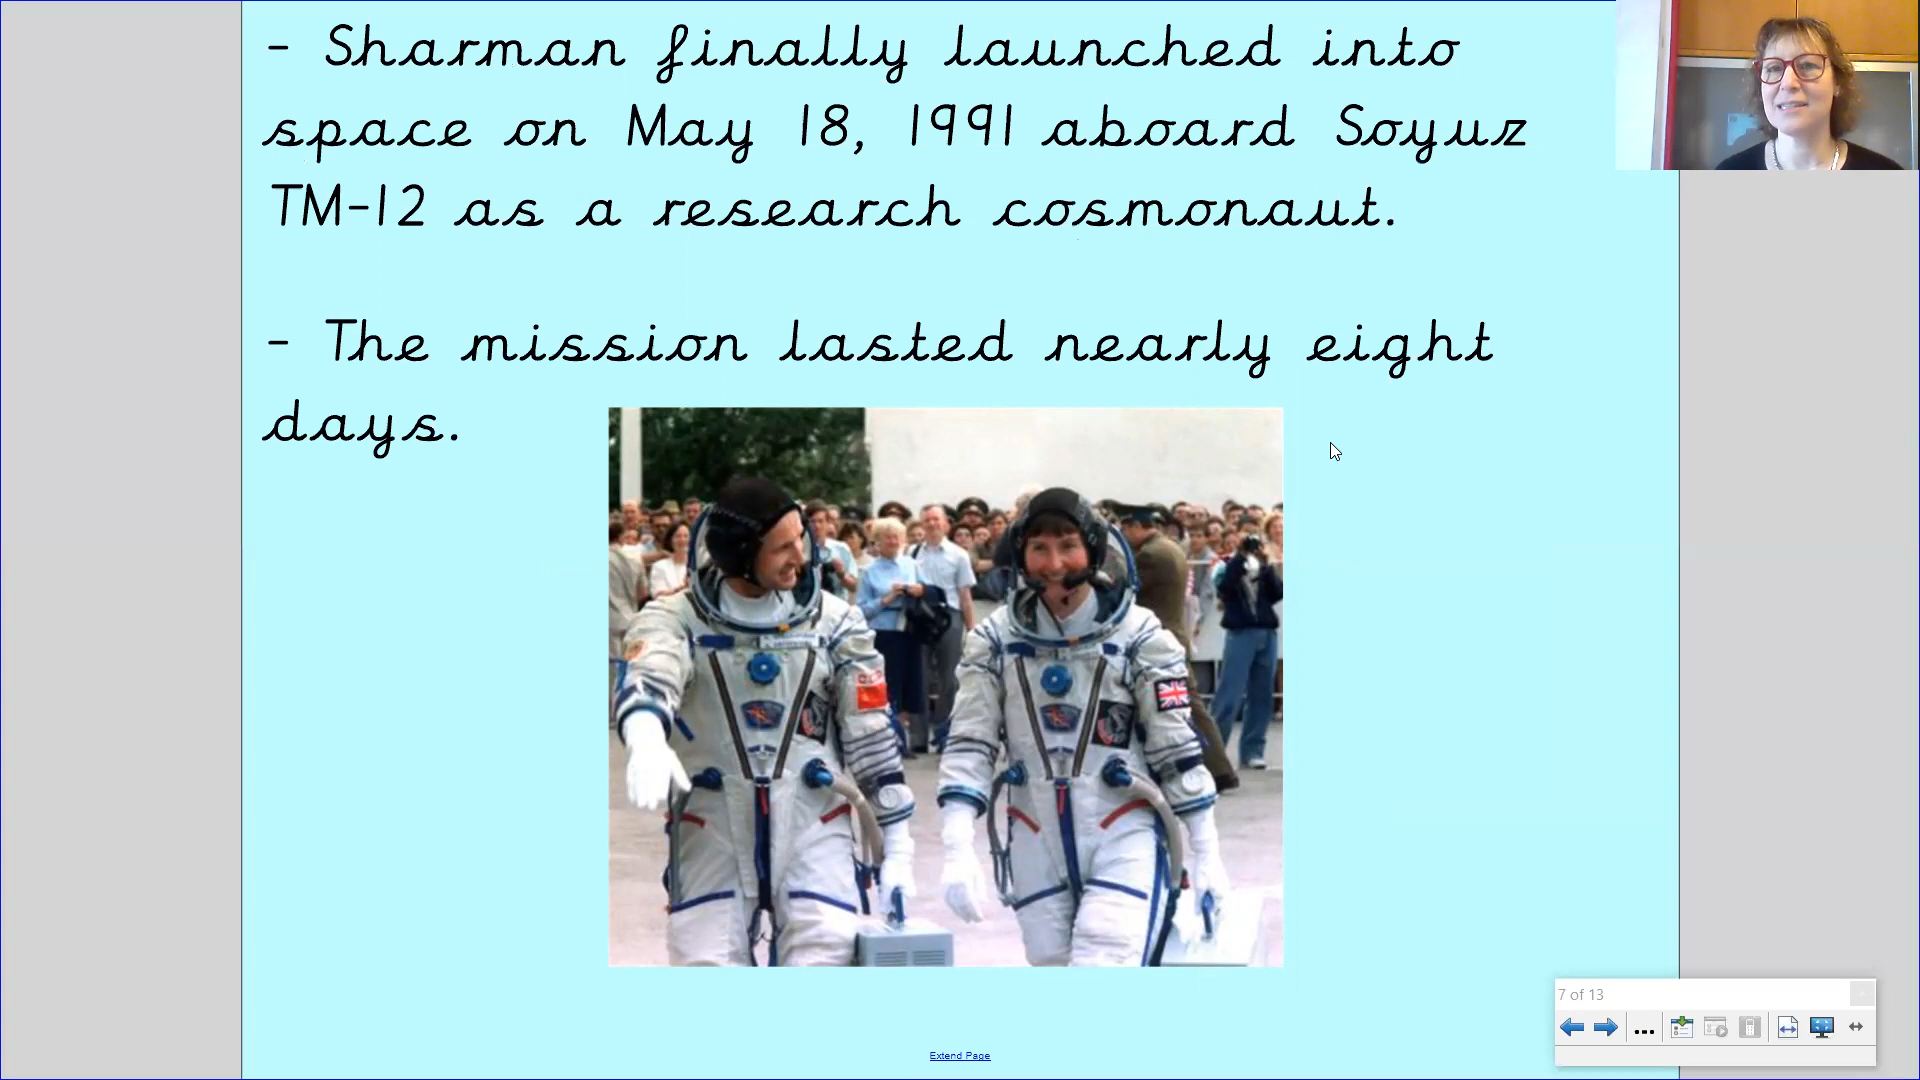 - Sharman finally launched into
space on May 18, 1991 aboard Soyuz
TM-12 as a research cosmonaut.
- The mission lasted nearly eight
days.
7 of 13
Extend Page